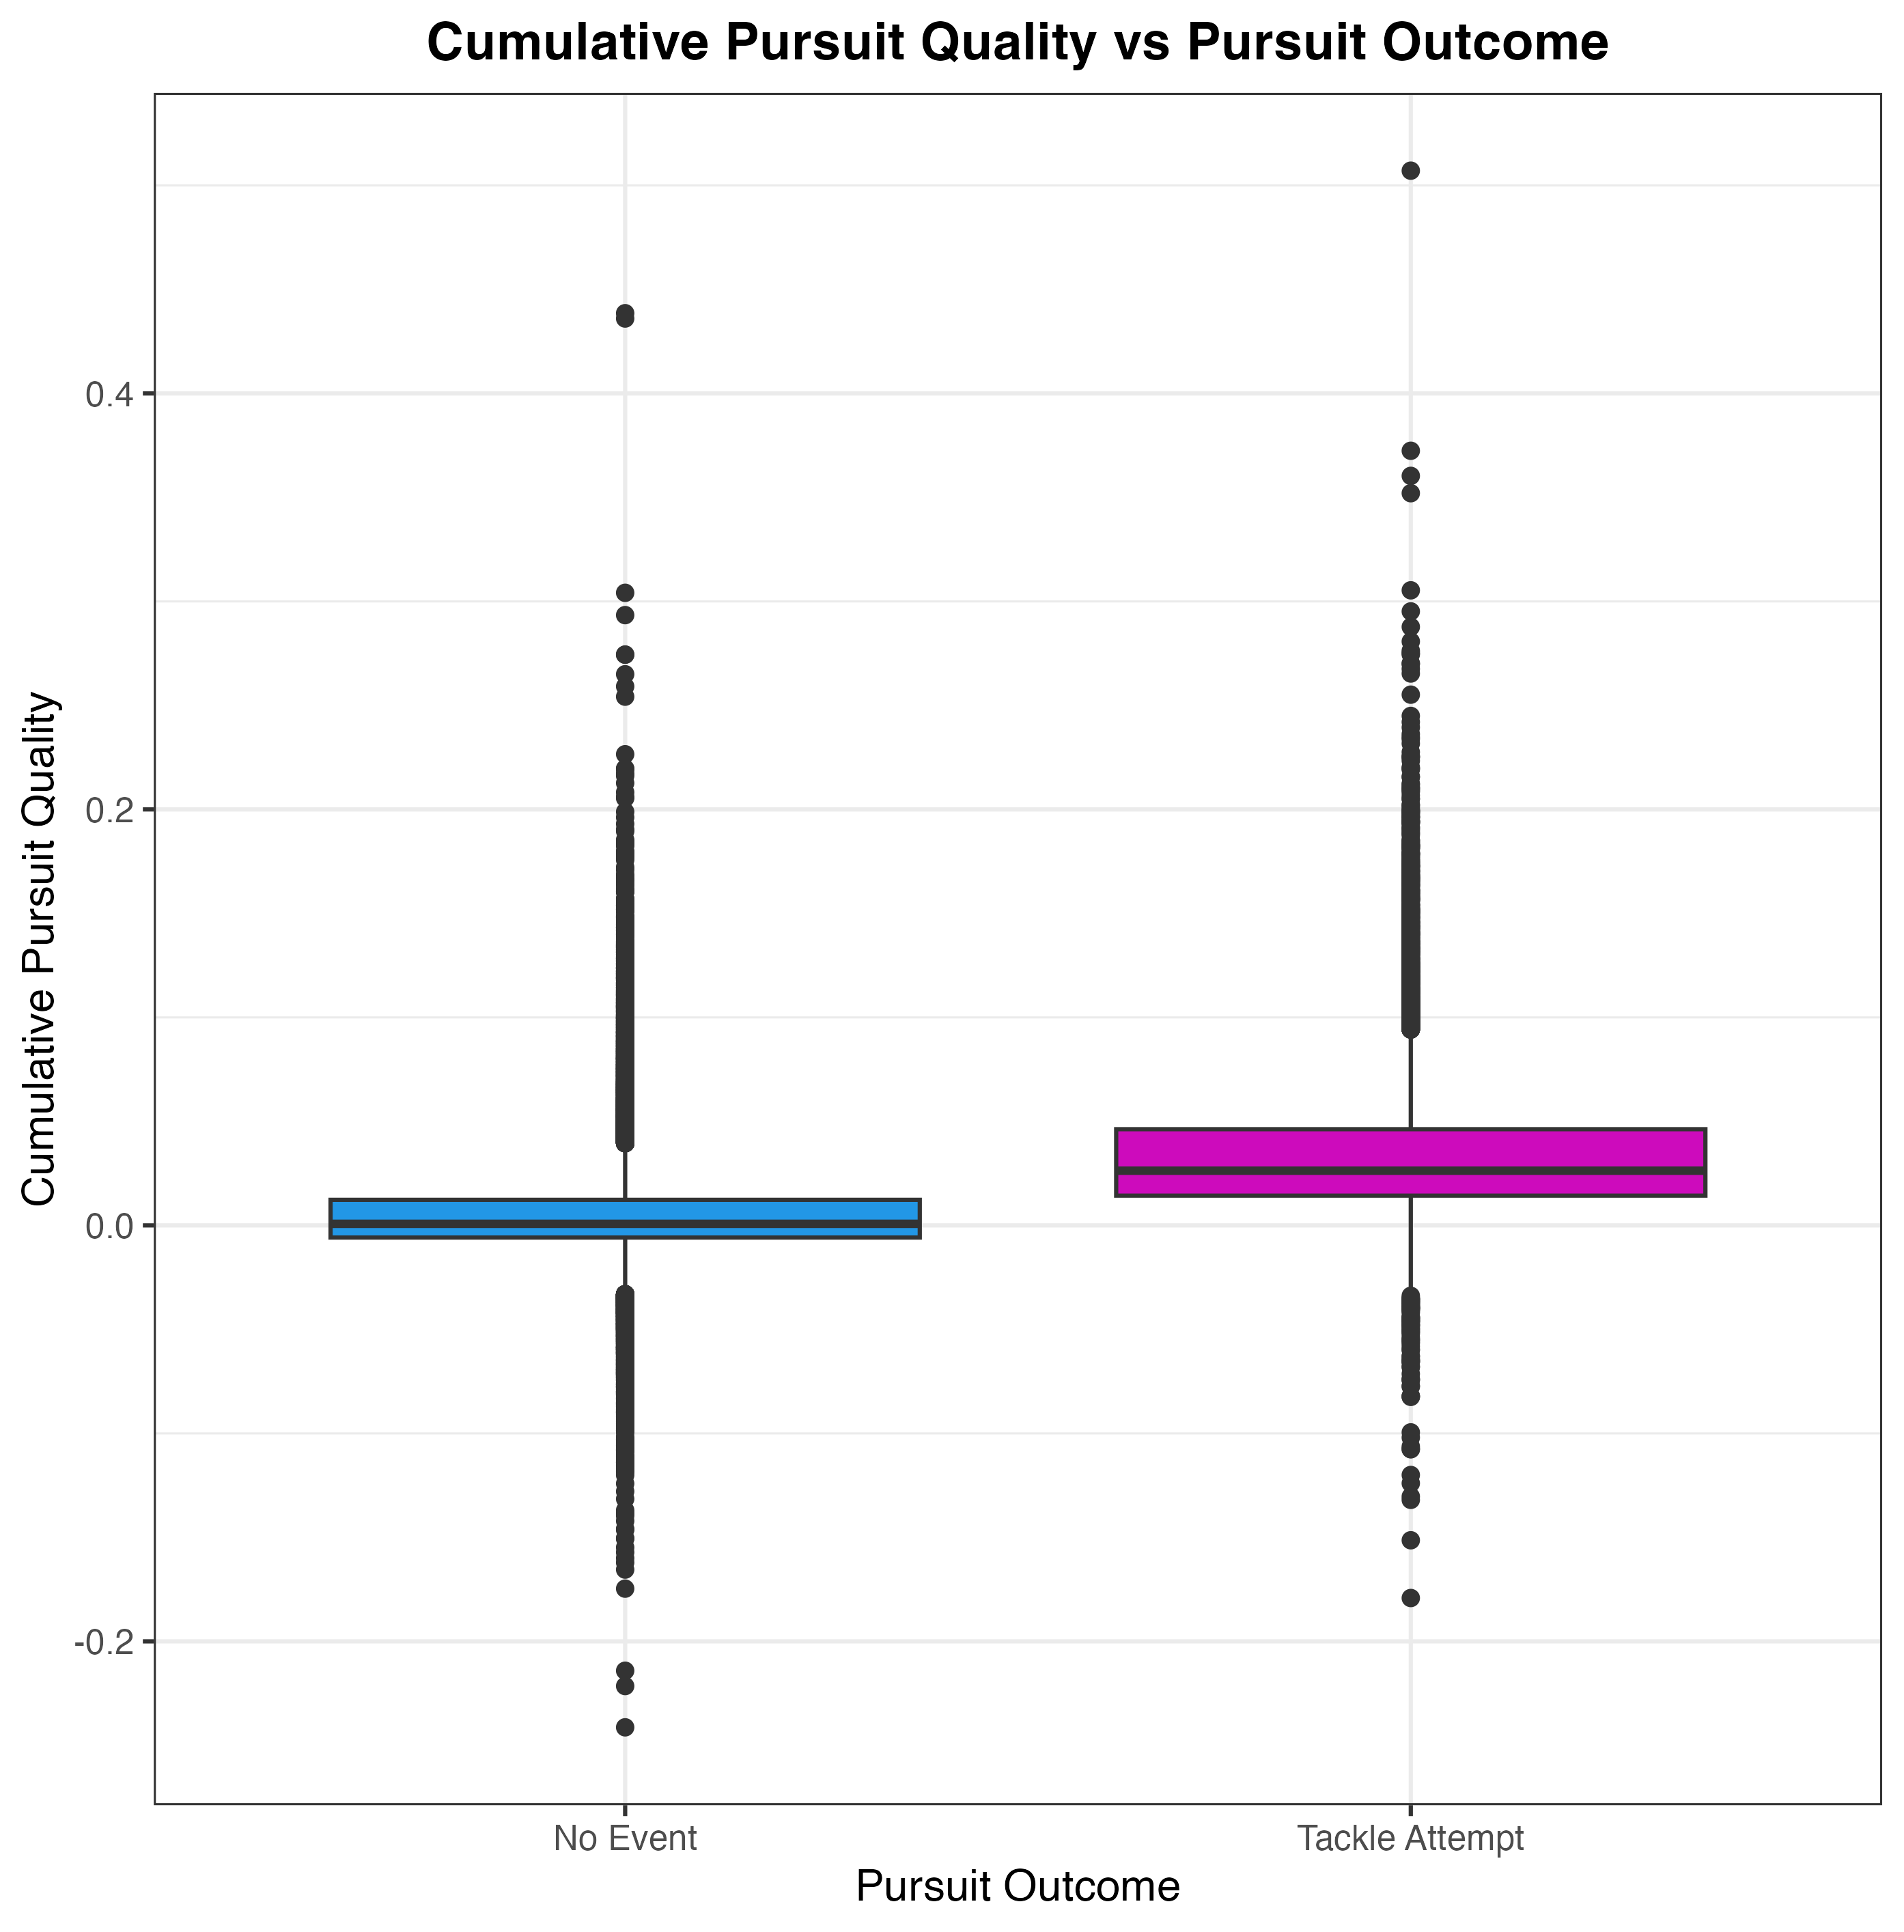 Cumulative Pursuit Quality vs Pursuit Outcome
Cumulative Pursuit Quality
0.4
0.2
0.0
-0.2
No Event
Tackle Attempt
Pursuit Outcome